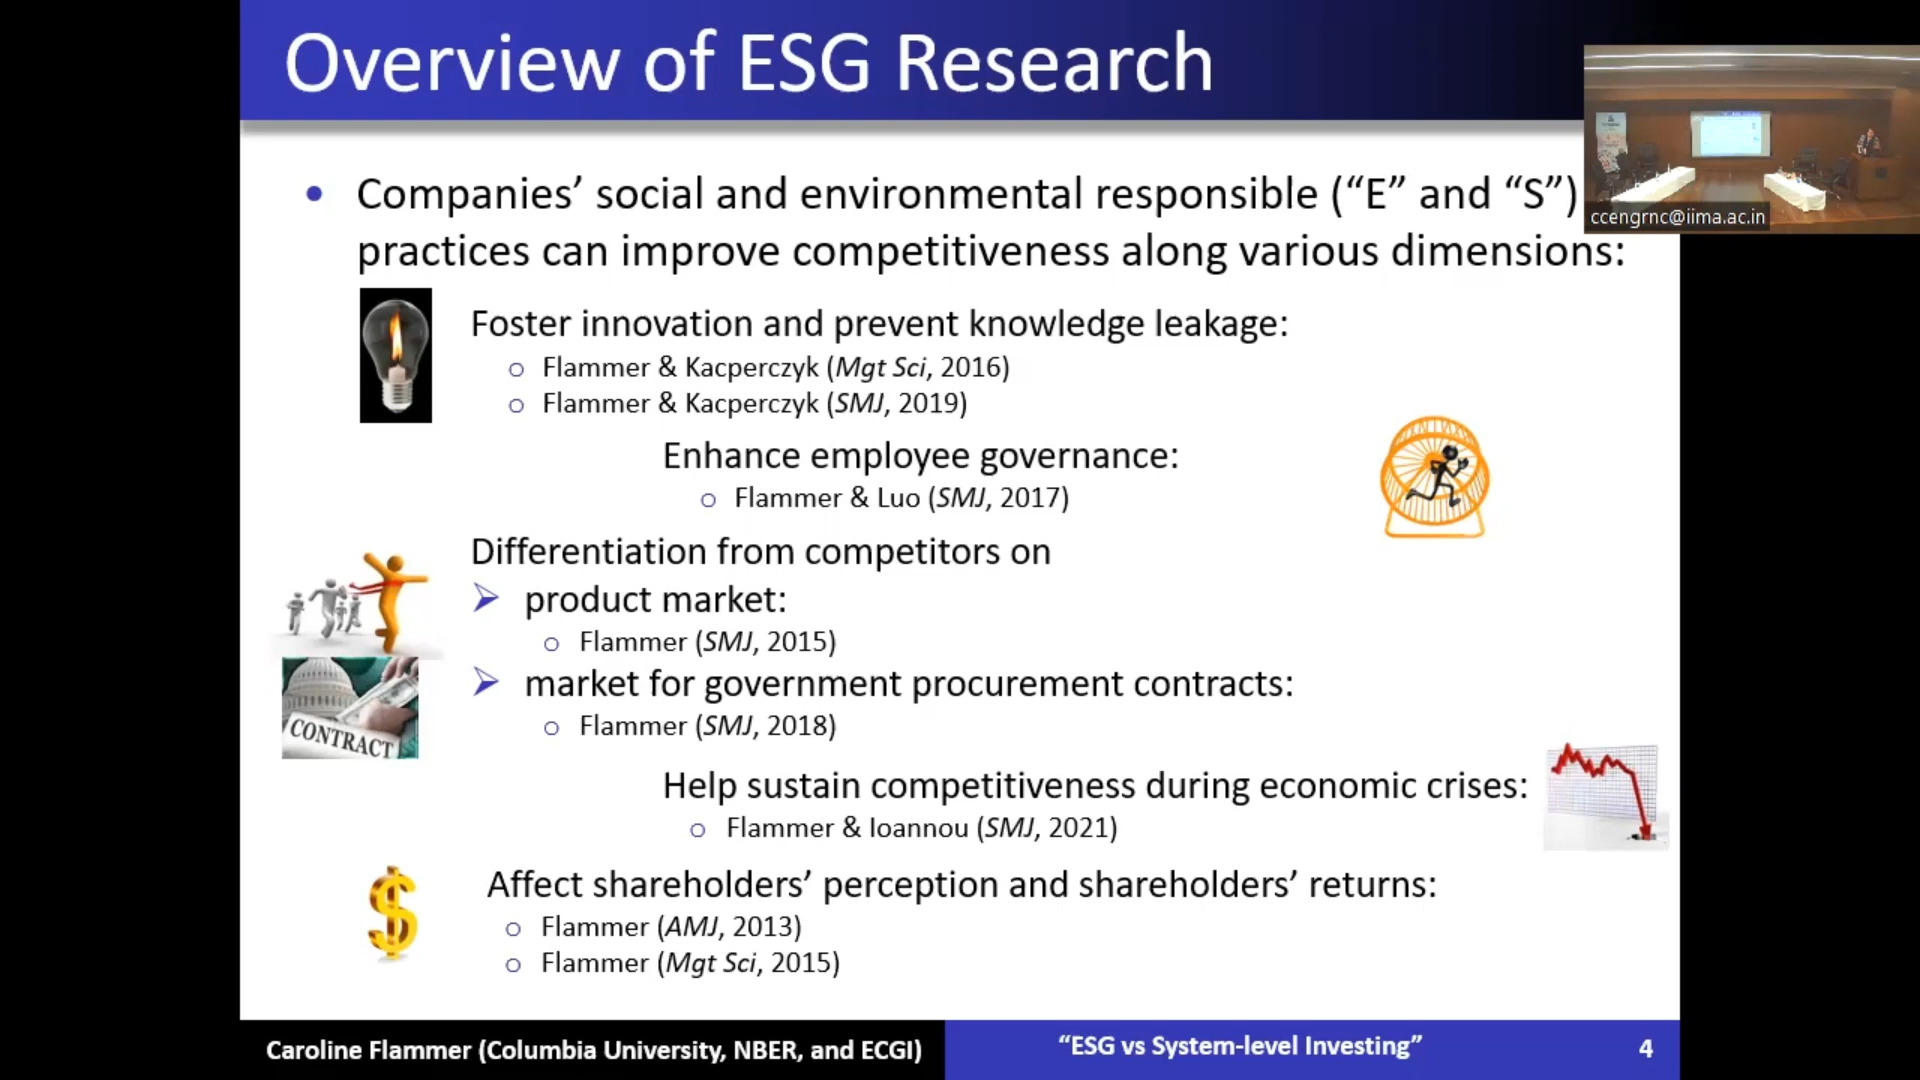 Overview of ESG Research
• Companies’ social and environmental responsible (“E” and “S”)
practices can improve competitiveness along various dimensions:
Foster innovation and prevent knowledge leakage:
o Flammer & Kacperczyk (Mgt Sci, 2016)
o Flammer & Kacperczyk (SMJ, 2019)
Enhance employee governance:
o Flammer & Luo (SMJ, 2017)
Differentiation from competitors on
➢ product market:
o Flammer (SMJ, 2015)
CONTRACT
➢ market for government procurement contracts:
o Flammer (SMJ, 2018)
Help sustain competitiveness during economic crises:
o Flammer & Ioannou (SMJ, 2021)
$
Affect shareholders’ perception and shareholders’ returns:
o Flammer (AMJ, 2013)
o Flammer (Mgt Sci, 2015)
Caroline Flammer (Columbia University, NBER, and ECGI)
“ESG vs System-level Investing”
4
ccengrnc@iima.ac.in